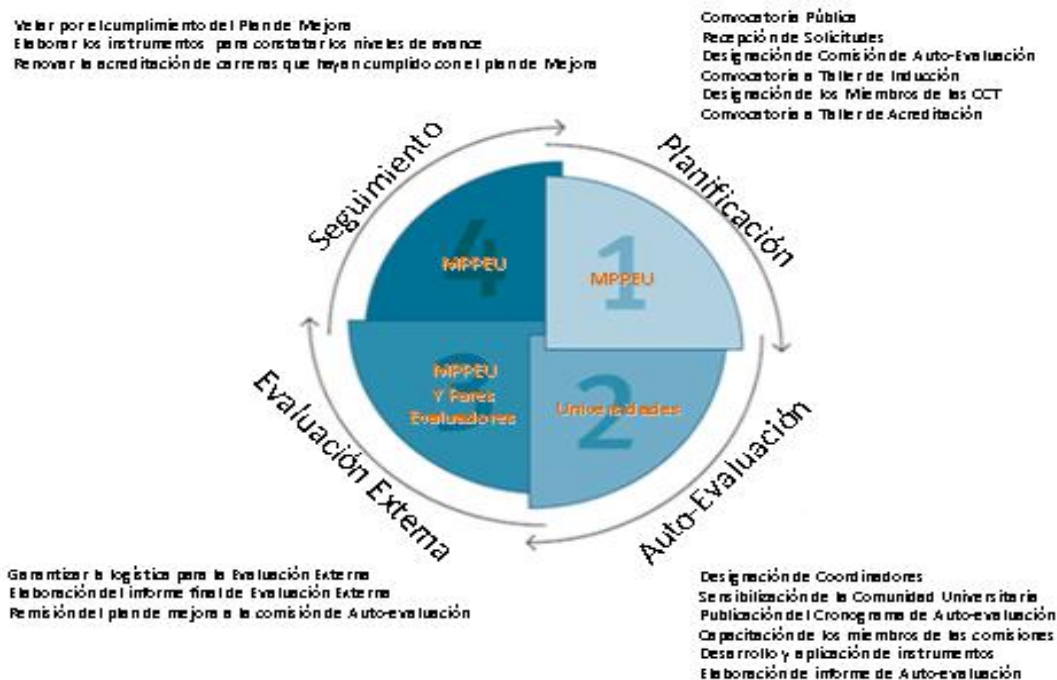 Velar por el cumplimiento del Plan de Mejora
Elaborar los instrumentos para constatar los niveles de avance
Renovar la acreditación de carreras que hayan cumplido con el plan de Mejora
Convocatoria Pública
Recepción de Solicitudes
Designación de Comisión de Auto-Evaluación
Convocatoria a Taller de Inducción
Designación de los Miembros de las CCT
Convocatoria a Taller de Acreditación
Seguimiento
Planificación
4
MPPEU
1
MPPEU
3
MPPEU
Y Pares
Evaluadores
2
Universidades
Evaluación Externa
Auto-Evaluación
Garantizar la logística para la Evaluación Externa
Elaboración del informe final de Evaluación Externa
Remisión del plan de mejora a la comisión de Auto-evaluación
Designación de Coordinadores
Sensibilización de la Comunidad Universitaria
Publicación del Cronograma de Auto-evaluación
Capacitación de los miembros de las comisiones
Desarrollo y aplicación de instrumentos
Elaboración de informe de Auto-evaluación